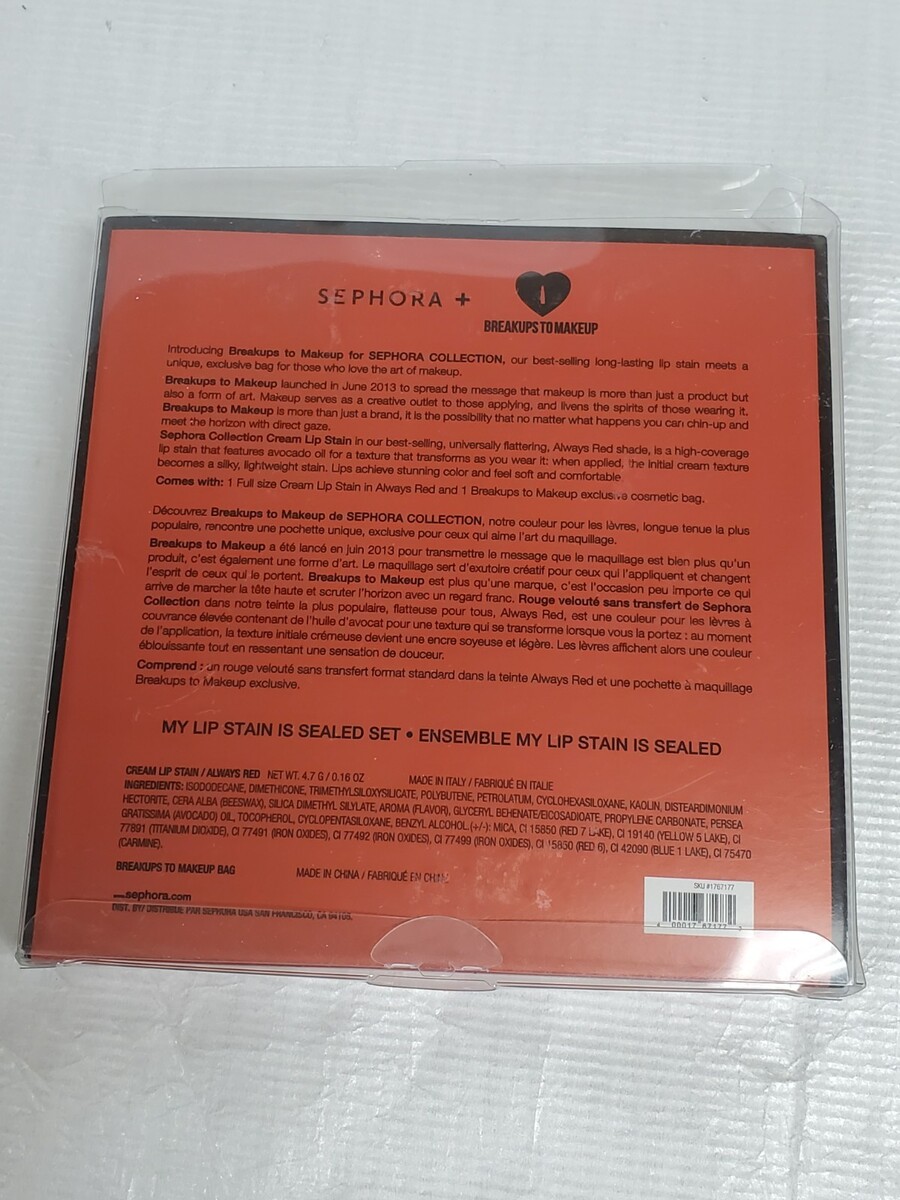 SEPHORA +
BREAKUPS TO MAKEUP
Introducing Breakups to Makeup for SEPHORA COLLECTION, our best-selling long-lasting lip stain meets a
unique, exclusive bag for those who love the art of makeup.
Breakups to Makeup launched in June 2013 to spread the message that makeup is more than just a product but
also a form of art. Makeup serves as a creative outlet to those applying, and livens the spirits of those wearing it.
Breakups to Makeup is more than just a brand, it is the possibility that no matter what happens you can chin-up and
meet the horizon with direct gaze.
Sephora Collection Cream Lip Stain in our best-selling, universally flattering, Always Red shade, is a high-coverage
lip stain that features avocado oil for a texture that transforms as you wear it: when applied, the initial cream texture
becomes a silky, lightweight stain. Lips achieve stunning color and feel soft and comfortable.
Comes with: 1 Full size Cream Lip Stain in Always Red and 1 Breakups to Makeup exclusive cosmetic bag.
Découvrez Breakups to Makeup de SEPHORA COLLECTION, notre couleur pour les lèvres, longue tenue la plus
populaire, rencontre une pochette unique, exclusive pour ceux qui aime l'art du maquillage.
Breakups to Makeup a été lancé en juin 2013 pour transmettre le message que le maquillage est bien plus qu'un
produit, c'est également une forme d'art. Le maquillage sert d'exutoire créatif pour ceux qui l'appliquent et changent
l'esprit de ceux qui le portent. Breakups to Makeup est plus qu'une marque, c'est l'occasion peu importe ce qui
arrive de marcher la tête haute et scruter l'horizon avec un regard franc. Rouge velouté sans transfert de Sephora
Collection dans notre teinte la plus populaire, flatteuse pour tous, Always Red, est une couleur pour les lèvres à
couvrance élevée contenant de l'huile d'avocat pour une texture qui se transforme lorsque vous la portez : au moment
de l'application, la texture initiale crémeuse devient une encre soyeuse et légère. Les lèvres affichent alors une couleur
éblouissante tout en ressentant une sensation de douceur.
Comprend : un rouge velouté sans transfert format standard dans la teinte Always Red et une pochette à maquillage
Breakups to Makeup exclusive.
MY LIP STAIN IS SEALED SET • ENSEMBLE MY LIP STAIN IS SEALED
CREAM LIP STAIN / ALWAYS RED NET WT. 4.7 G / 0.16 OZ MADE IN ITALY / FABRIQUÉ EN ITALIE
INGREDIENTS: ISODODECANE, DIMETHICONE, TRIMETHYLSILOXYSILICATE, POLYBUTENE, PETROLATUM, CYCLOHEXASILOXANE, KAOLIN, DISTEARDIMONIUM
HECTORITE, CERA ALBA (BEESWAX), SILICA DIMETHYL SILYLATE, AROMA (FLAVOR), GLYCERYL BEHENATE/EICOSADIOATE, PROPYLENE CARBONATE, PERSEA
GRATISSIMA (AVOCADO) OIL, TOCOPHEROL, CYCLOPENTASILOXANE, BENZYL ALCOHOL.(+/-): MICA, CI 15850 (RED 7 LAKE), CI 19140 (YELLOW 5 LAKE), CI
77891 (TITANIUM DIOXIDE), CI 77491 (IRON OXIDES), CI 77492 (IRON OXIDES), CI 77499 (IRON OXIDES), CI 15850 (RED 6), CI 42090 (BLUE 1 LAKE), CI 75470
(CARMINE).
BREAKUPS TO MAKEUP BAG MADE IN CHINA / FABRIQUÉ EN CHINE
www.sephora.com
DIST. BY/ DISTRIBUE PAR SEPHORA USA SAN FRANCISCO, CA 94105.
SKU #1767177
4 00017 67177 2